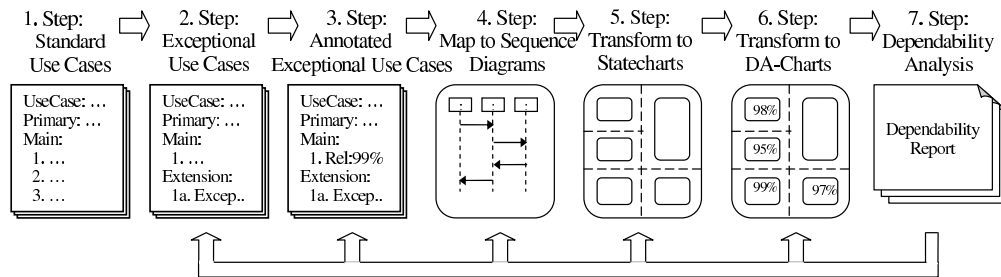 1. Step:
Standard
Use Cases
2. Step:
Exceptional
Use Cases
3. Step:
Annotated
Exceptional Use Cases
4. Step:
Map to Sequence
Diagrams
5. Step:
Transform to
Statecharts
6. Step:
Transform to
DA-Charts
7. Step:
Dependability
Analysis
UseCase: …
Primary: …
Main:
1. …
2. …
3. …
UseCase: …
Primary: …
Main:
1. …
Extension:
1a. Excep..
UseCase: …
Primary: …
Main:
1. Rel:99%
Extension:
1a. Excep..
98%
95%
99%
97%
Dependability
Report